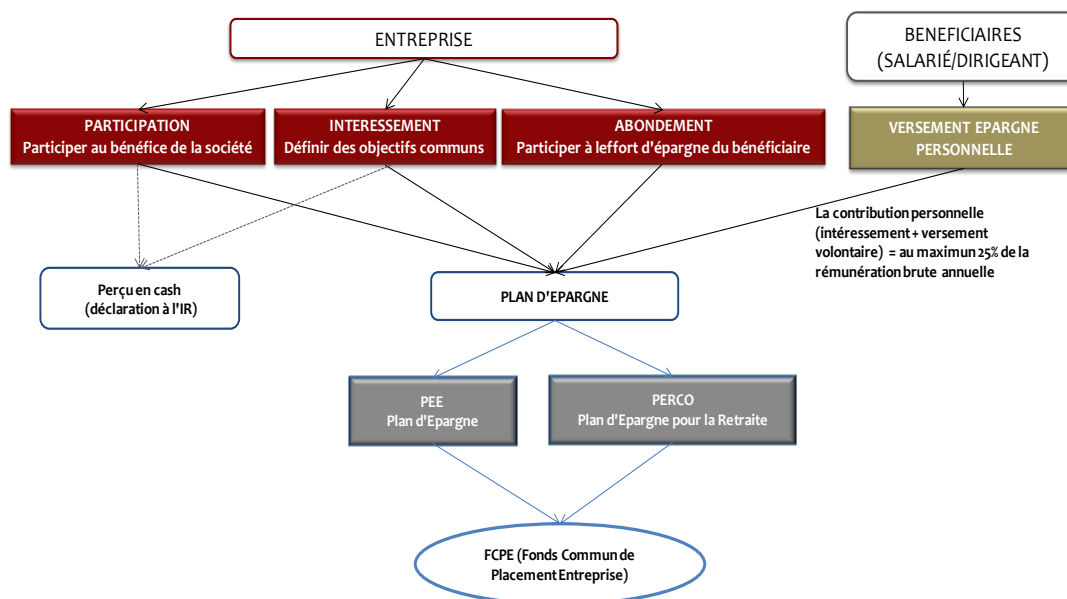 ENTREPRISE
BENEFICIAIRES
(SALARIÉ/DIRIGEANT)
PARTICIPATION
Participer au bénéfice de la société
INTERESSEMENT
Définir des objectifs communs
ABONDEMENT
Participer à leffort d'épargne du bénéficiaire
VERSEMENT EPARGNE
PERSONNELLE
La contribution personnelle
(intéressement + versement
volontaire) = au maximun 25% de la
rémunération brute annuelle
Perçu en cash
(déclaration à l'IR)
PLAN D'EPARGNE
PEE
Plan d'Epargne
PERCO
Plan d'Epargne pour la Retraite
FCPE (Fonds Commun de
Placement Entreprise)